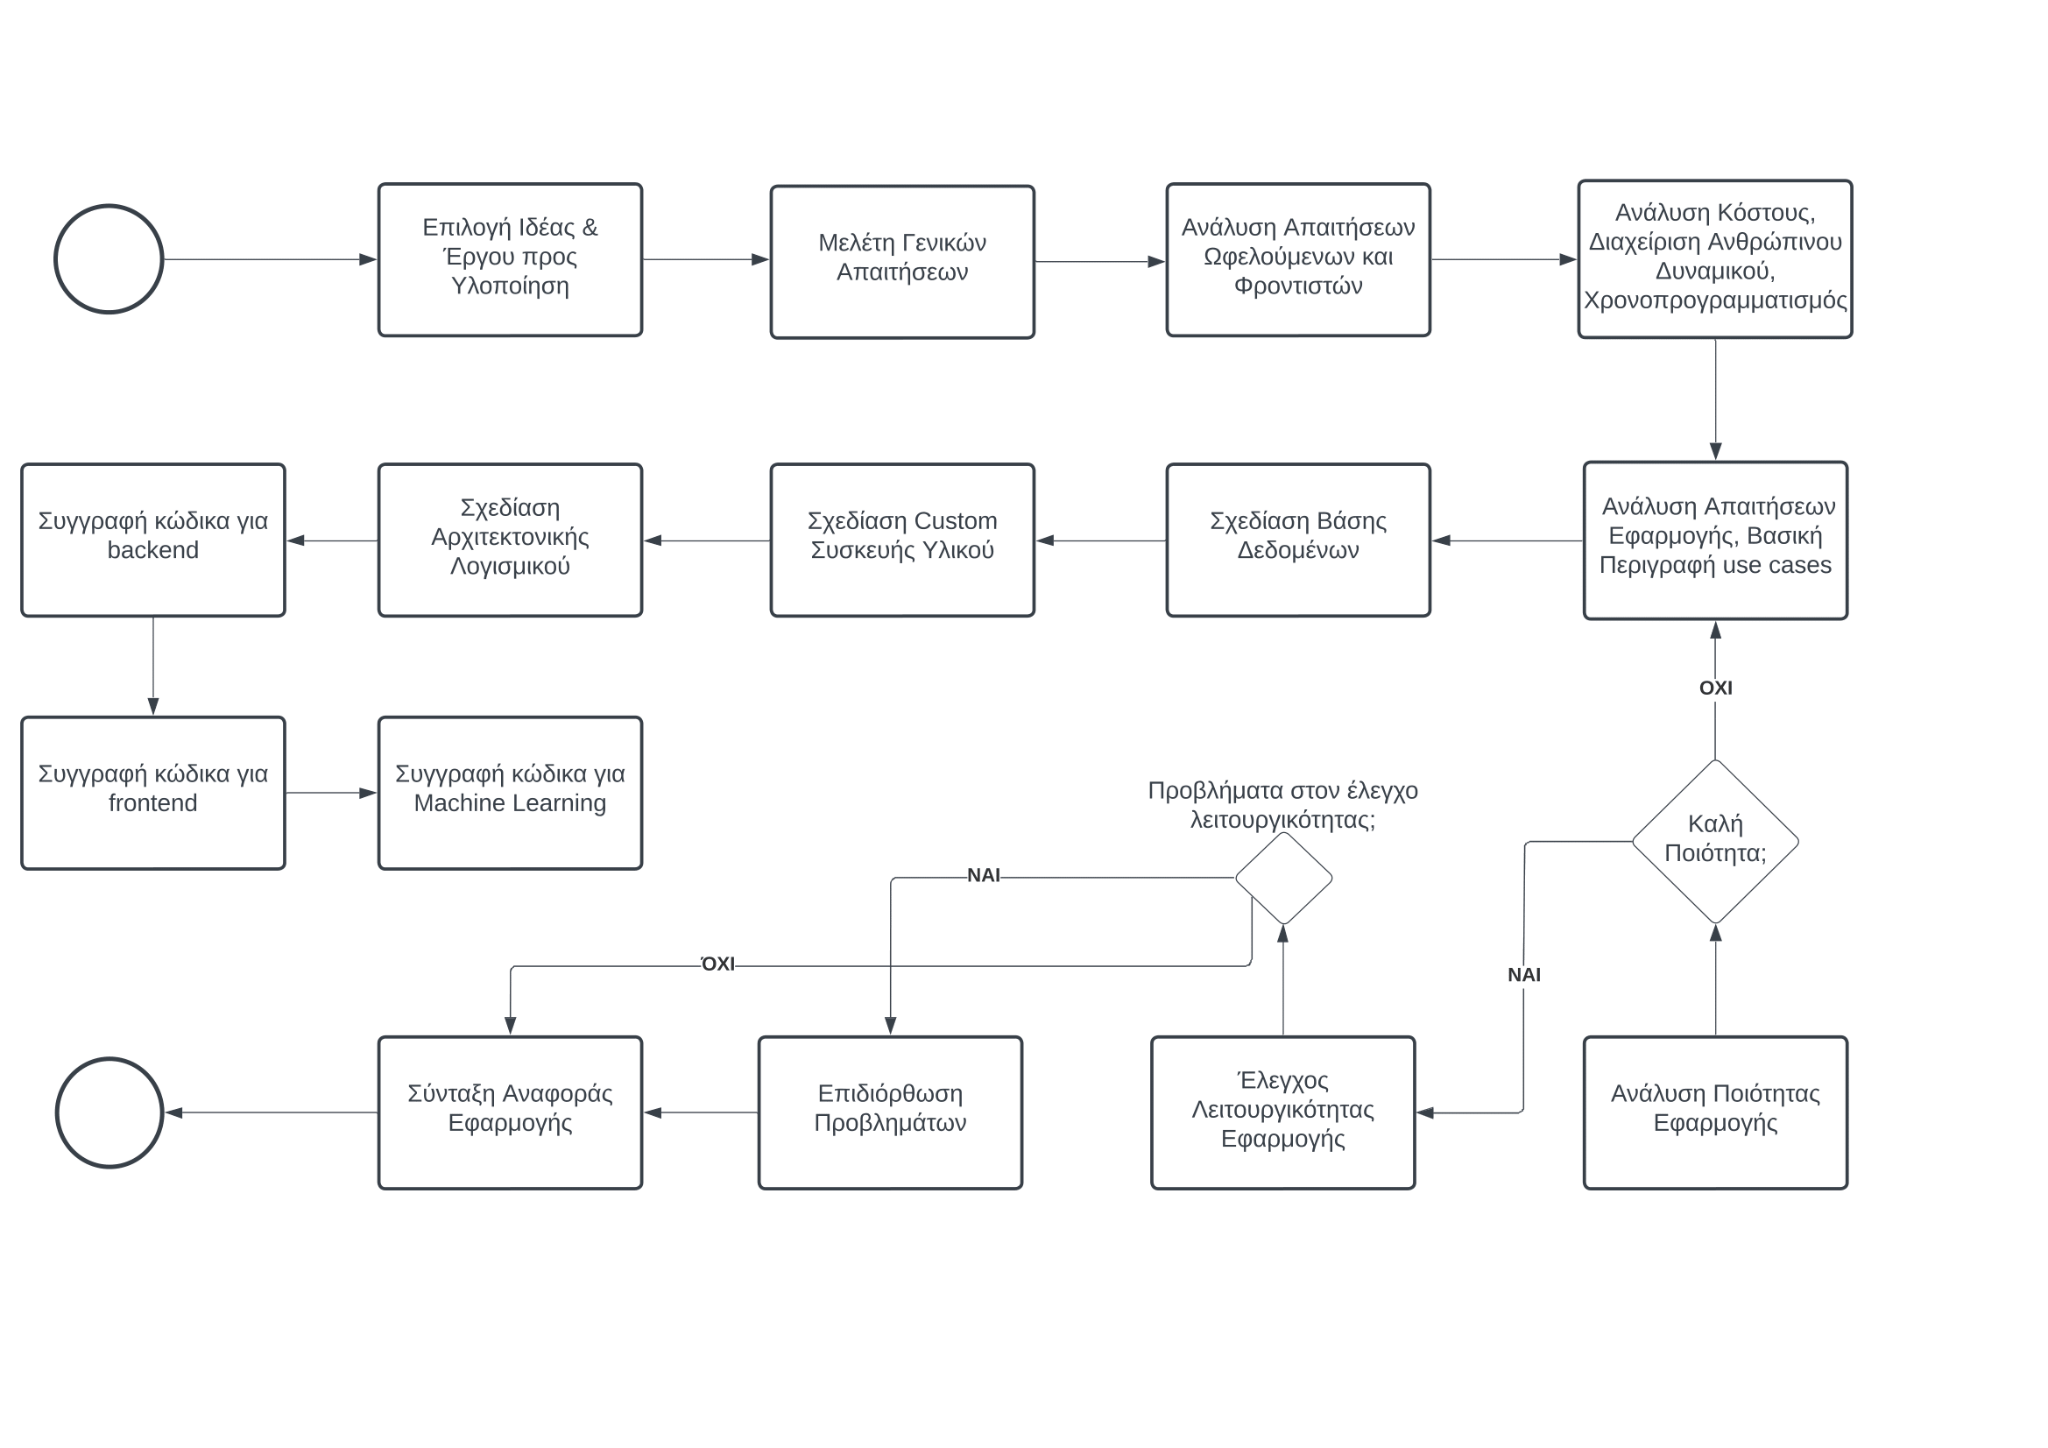 Επιλογή Ιδέας &
Έργου προς
Υλοποίηση
Μελέτη Γενικών
Απαιτήσεων
Ανάλυση Απαιτήσεων
Ωφελούμενων και
Φροντιστών
Ανάλυση Κόστους,
Διαχείριση Ανθρώπινου
Δυναμικού,
Χρονοπρογραμματισμός
Συγγραφή κώδικα για
backend
Σχεδίαση
Αρχιτεκτονικής
Λογισμικού
Σχεδίαση Custom
Συσκευής Υλικού
Σχεδίαση Βάσης
Δεδομένων
Ανάλυση Απαιτήσεων
Εφαρμογής, Βασική
Περιγραφή use cases
ΟΧΙ
Συγγραφή κώδικα για
frontend
Συγγραφή κώδικα για
Machine Learning
Προβλήματα στον έλεγχο
λειτουργικότητας;
Καλή
Ποιότητα;
ΝΑΙ
ΌΧΙ
ΝΑΙ
Σύνταξη Αναφοράς
Εφαρμογής
Επιδιόρθωση
Προβλημάτων
Έλεγχος
Λειτουργικότητας
Εφαρμογής
Ανάλυση Ποιότητας
Εφαρμογής